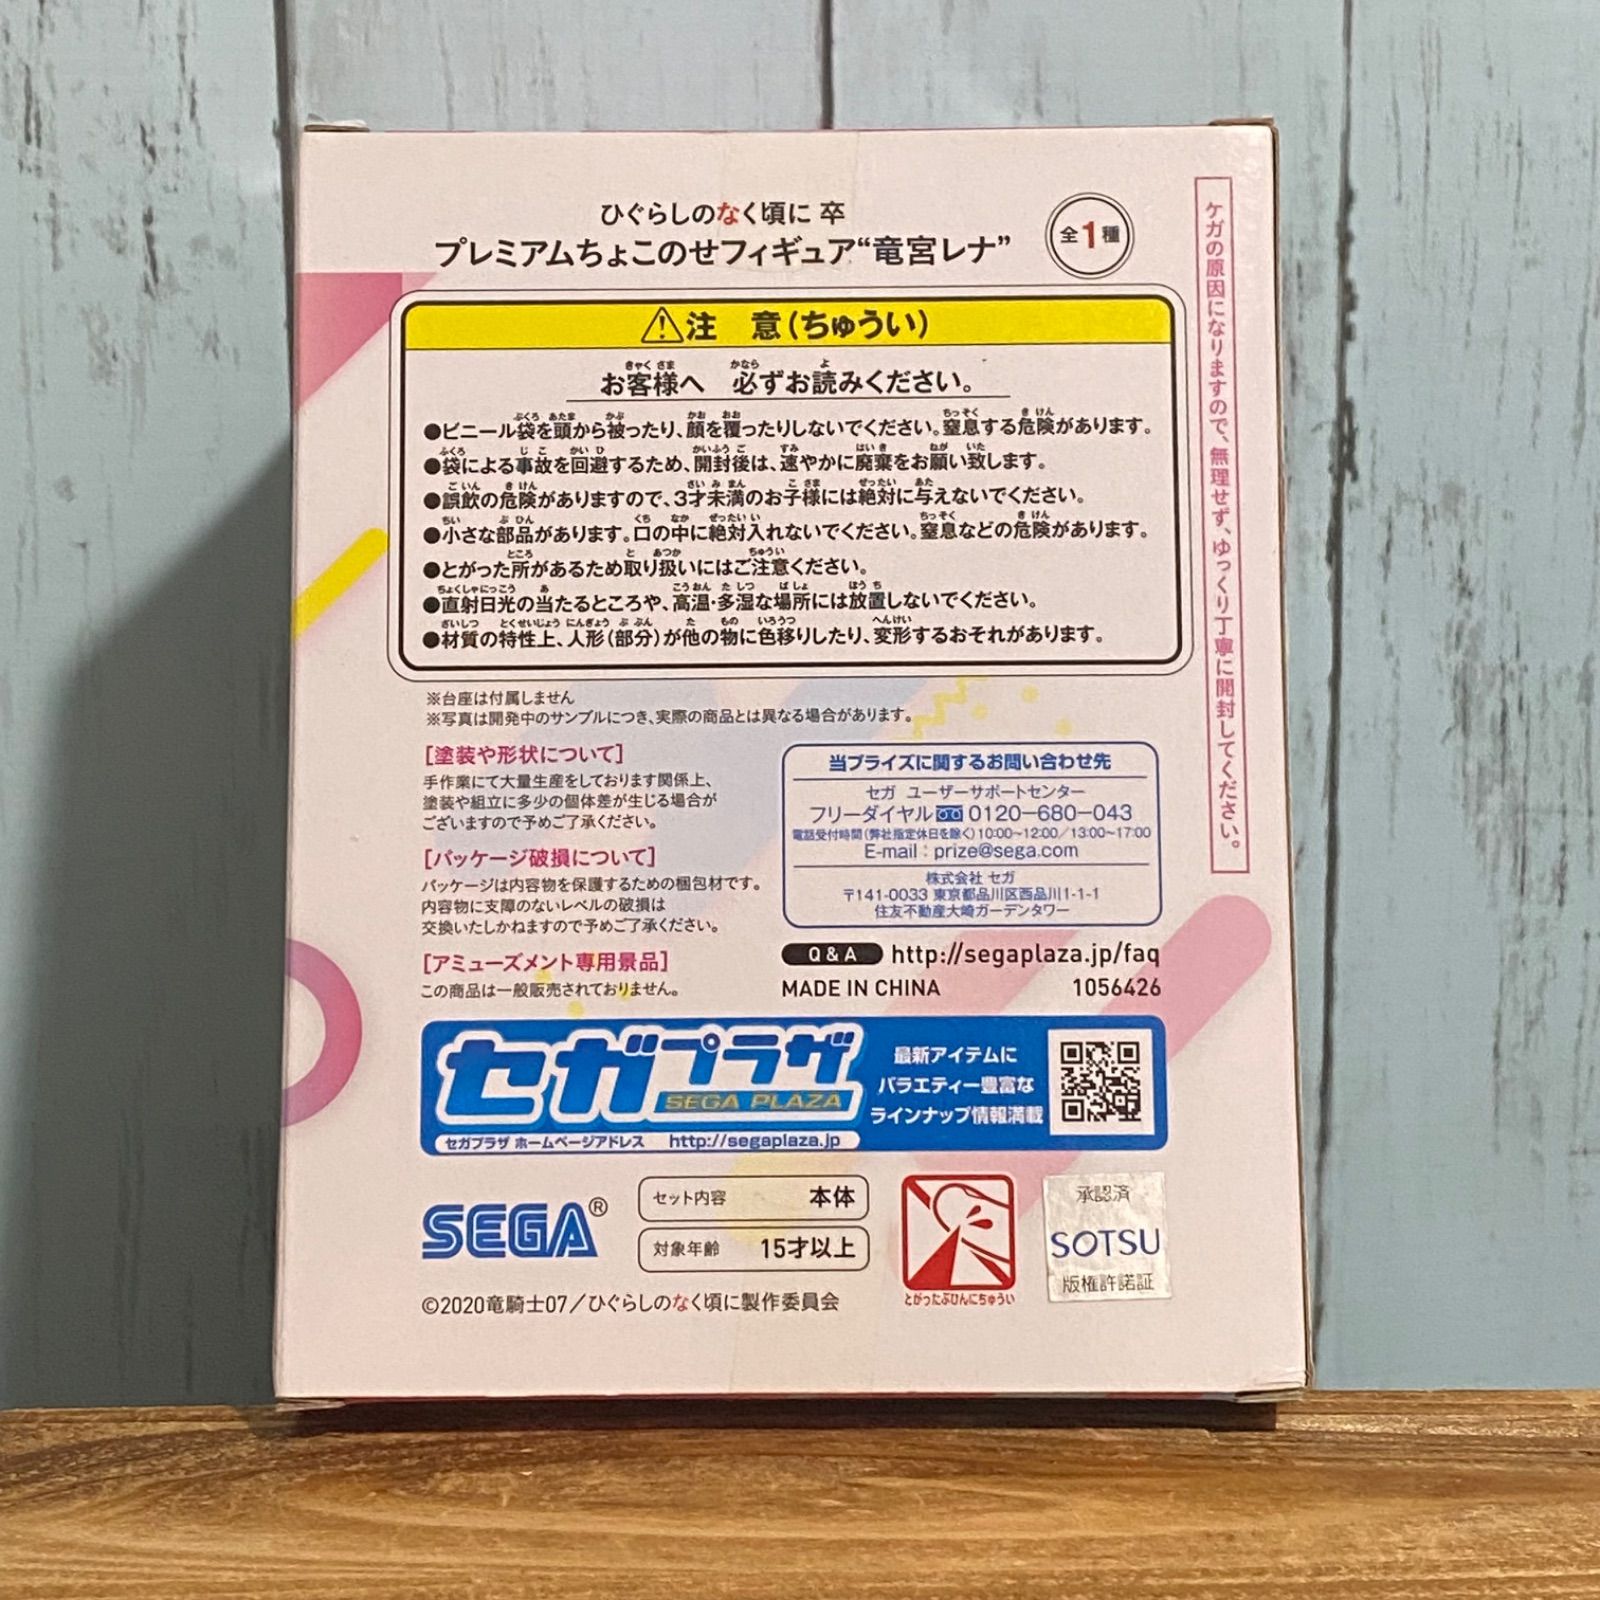 ひぐらしのなく頃に 卒
プレミアムちょこのせフィギュア“竜宮レナ”
全1種
ケガの原因になりますので、無理せず、ゆっくり丁寧に開封してください。
⚠注 意(ちゅうい)
お客様へ 必ずお読みください。
●ビニール袋を頭から被ったり、顔を覆ったりしないでください。窒息する危険があります。
●袋による事故を回避するため、開封後は、速やかに廃棄をお願い致します。
●誤飲の危険がありますので、3才未満のお子様には絶対に与えないでください。
●小さな部品があります。口の中に絶対入れないでください。窒息などの危険があります。
●とがった所があるため取り扱いにはご注意ください。
●直射日光の当たるところや、高温・多湿な場所には放置しないでください。
●材質の特性上、人形(部分)が他の物に色移りしたり、変形するおそれがあります。
※台座は付属しません
※写真は開発中のサンプルにつき、実際の商品とは異なる場合があります。
[塗装や形状について]
手作業にて大量生産をしております関係上、
塗装や組立に多少の個体差が生じる場合が
ございますので予めご了承ください。
[パッケージ破損について]
パッケージは内容物を保護するための梱包材です。
内容物に支障のないレベルの破損は
交換いたしかねますので予めご了承ください。
[アミューズメント専用景品]
この商品は一般販売されておりません。
当プライズに関するお問い合わせ先
セガ ユーザーサポートセンター
フリーダイヤル 0120-680-043
電話受付時間(弊社指定休日を除く)10:00~12:00/13:00~17:00
E-mail：prize@sega.com
株式会社 セガ
〒141-0033 東京都品川区西品川1-1-1
住友不動産大崎ガーデンタワー
Q&A http://segaplaza.jp/faq
MADE IN CHINA 1056426
セガプラザ
SEGA PLAZA
セガプラザ ホームページアドレス http://segaplaza.jp
最新アイテムに
バラエティー豊富な
ラインナップ情報満載
SEGA®
セット内容 本体
対象年齢 15才以上
とがったぶひんにちゅうい
承認済
SOTSU
版権許諾証
©2020竜騎士07/ひぐらしのなく頃に製作委員会